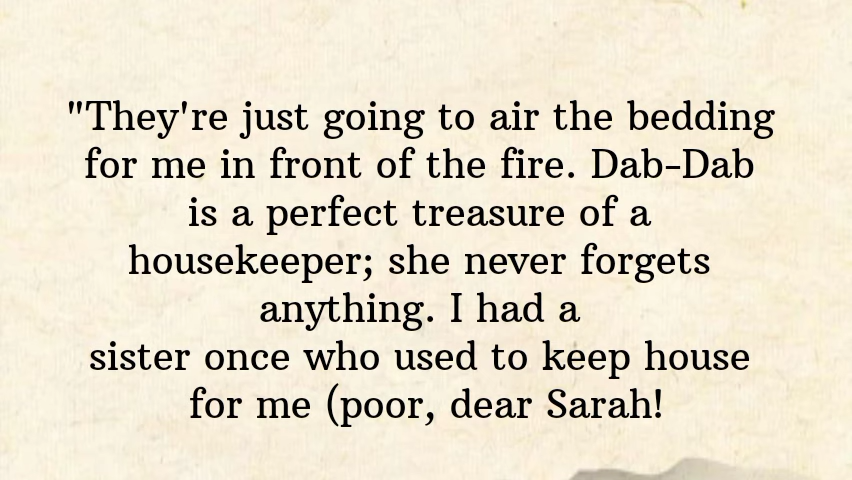 "They're just going to air the bedding
for me in front of the fire. Dab-Dab
is a perfect treasure of a
housekeeper; she never forgets
anything. I had a
sister once who used to keep house
for me (poor, dear Sarah!